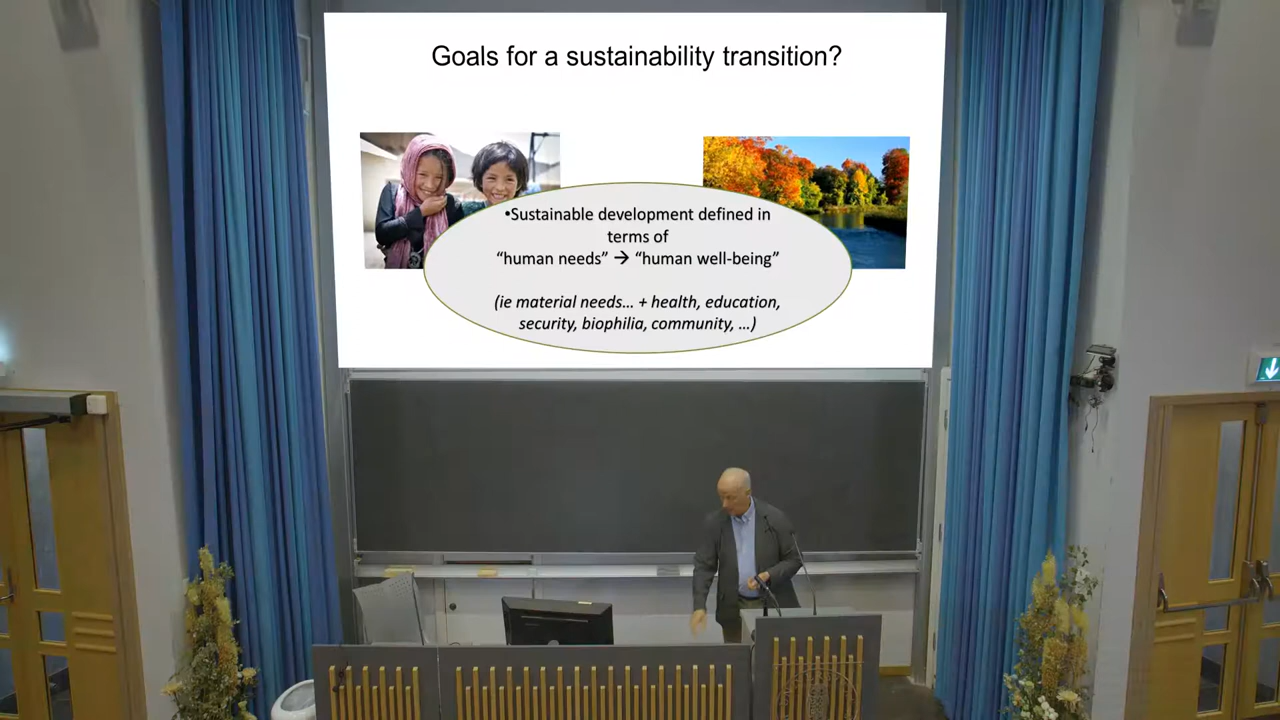 Goals for a sustainability transition?
•Sustainable development defined in
terms of
“human needs” → “human well-being”
(ie material needs… + health, education,
security, biophilia, community, …)